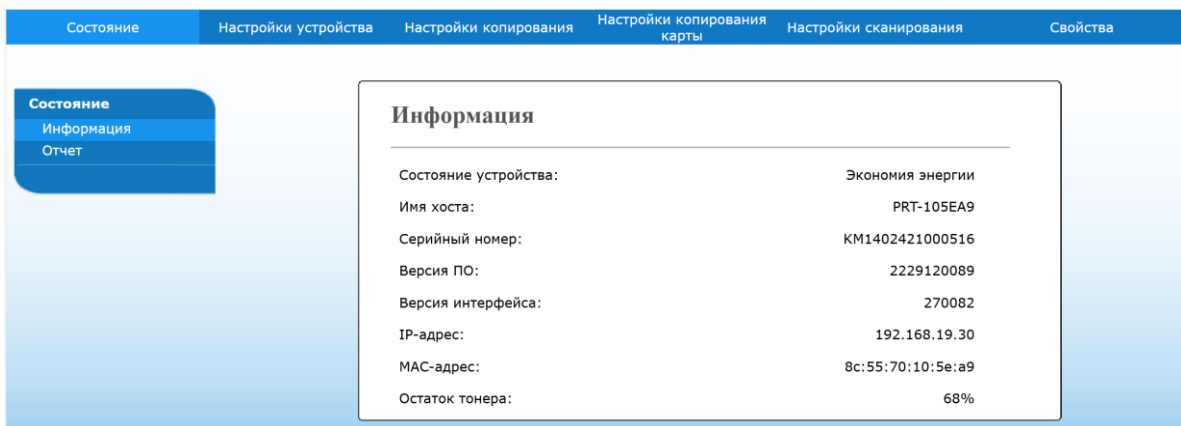 Состояние
Настройки устройства
Настройки копирования
Настройки копирования
карты
Настройки сканирования
Свойства
Состояние
Информация
Отчет
Информация
Состояние устройства: Экономия энергии
Имя хоста: PRT-105EA9
Серийный номер: KM1402421000516
Версия ПО: 2229120089
Версия интерфейса: 270082
IP-адрес: 192.168.19.30
MAC-адрес: 8c:55:70:10:5e:a9
Остаток тонера: 68%